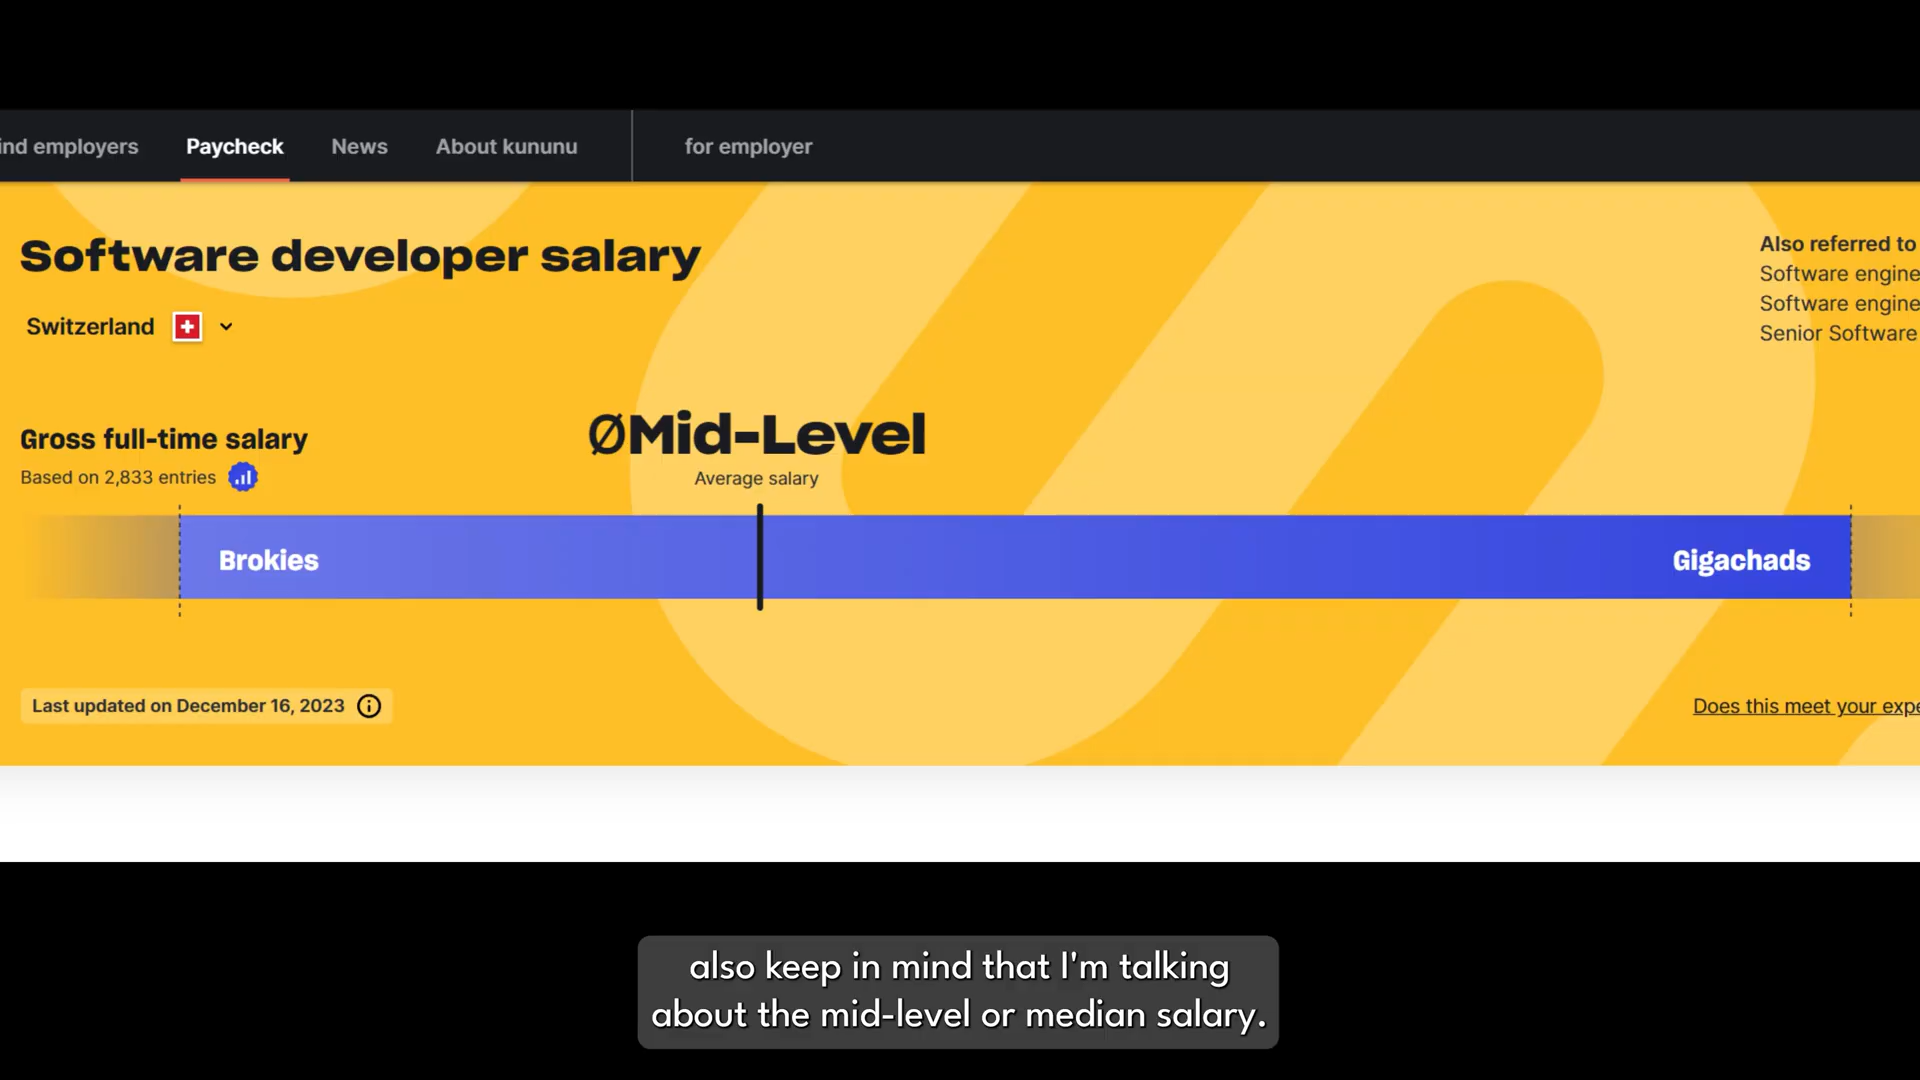 ind employers Paycheck News About kununu for employer
Software developer salary
Also referred to
Software engine
Software engine
Senior Software
Switzerland
Gross full-time salary
Based on 2,833 entries
ØMid-Level
Average salary
Brokies
Gigachads
Last updated on December 16, 2023
Does this meet your expe
also keep in mind that I'm talking
about the mid-level or median salary.